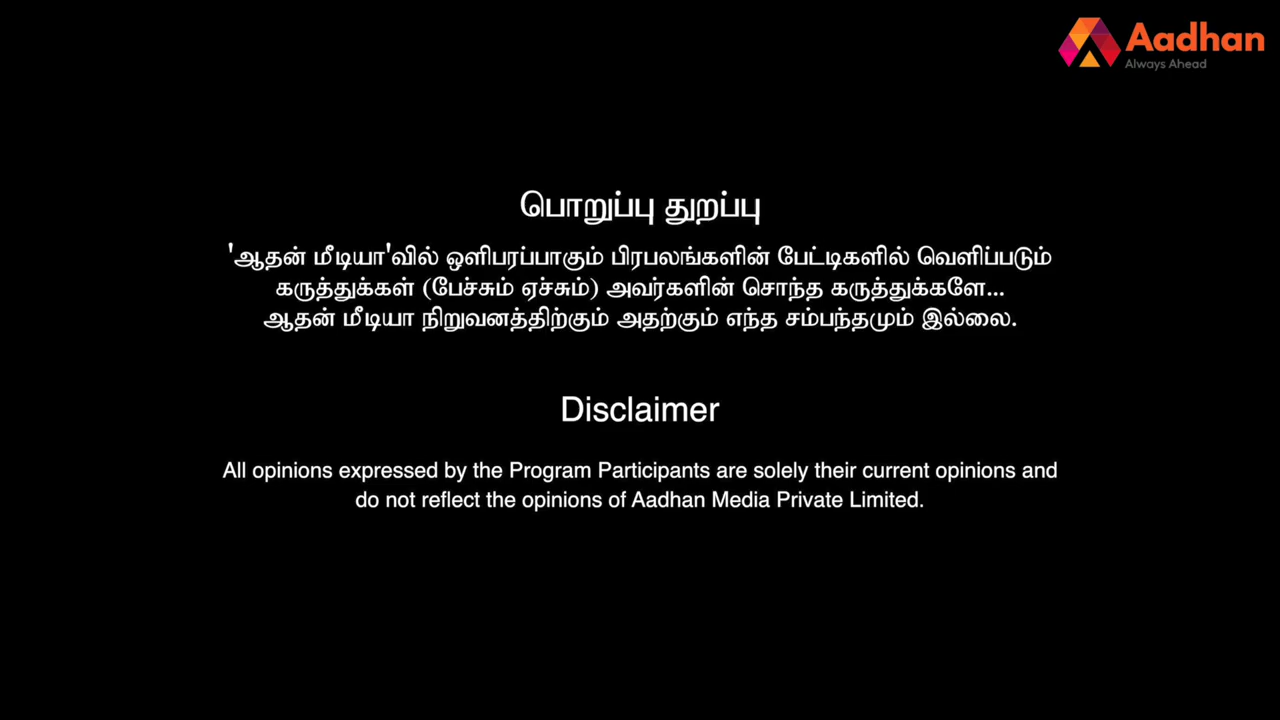 Aadhan
Always Ahead
பொறுப்பு துறப்பு
'ஆதன் மீடியா'வில் ஒளிபரப்பாகும் பிரபலங்களின் பேட்டிகளில் வெளிப்படும்
கருத்துக்கள் (பேச்சும் ஏச்சும்) அவர்களின் சொந்த கருத்துக்களே...
ஆதன் மீடியா நிறுவனத்திற்கும் அதற்கும் எந்த சம்பந்தமும் இல்லை.
Disclaimer
All opinions expressed by the Program Participants are solely their current opinions and
do not reflect the opinions of Aadhan Media Private Limited.